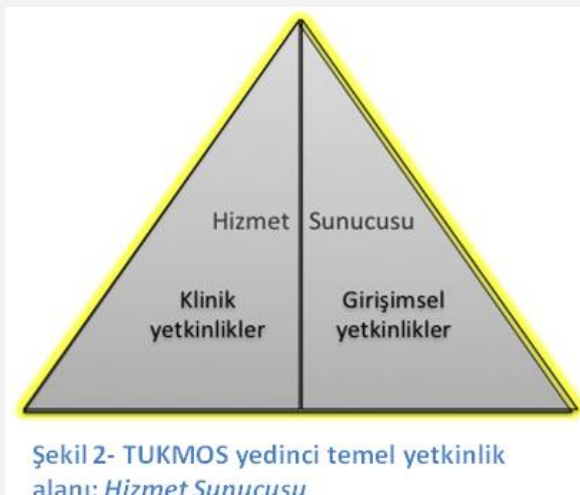 Hizmet Sunucusu
Klinik Girişimsel
yetkinlikler yetkinlikler
Şekil 2- TUKMOS yedinci temel yetkinlik
alanı: Hizmet Sunucusu